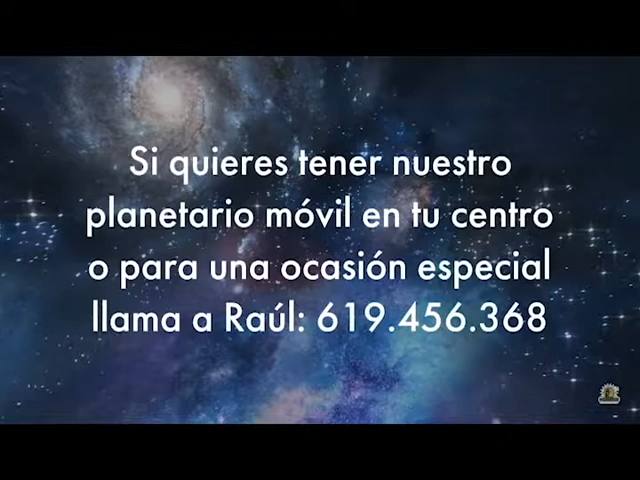 Si quieres tener nuestro
planetario móvil en tu centro
o para una ocasión especial
llama a Raúl: 619.456.368